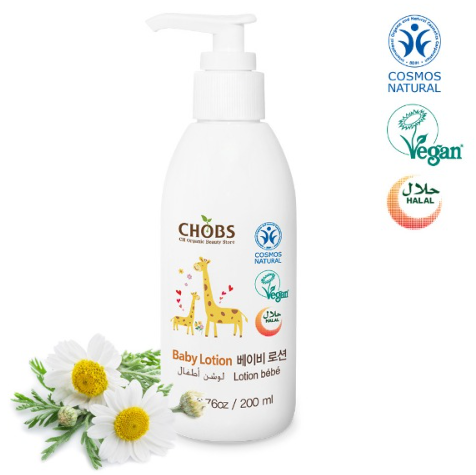 COSMOS
NATURAL
Vegan
حلال
HALAL
CHOBS
CH Organic Beauty Store
COSMOS
NATURAL
Vegan
حلال
HALAL
Baby Lotion 베이비 로션
لوشن أطفال Lotion bébé
76oz / 200 ml